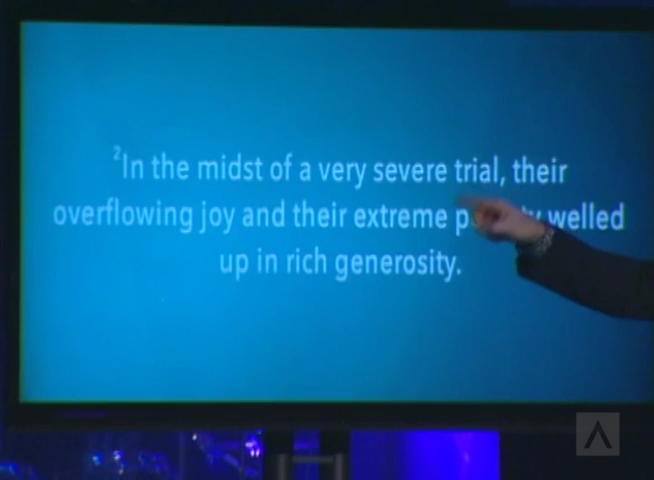 ²In the midst of a very severe trial, their
overflowing joy and their extreme welled
up in rich generosity.